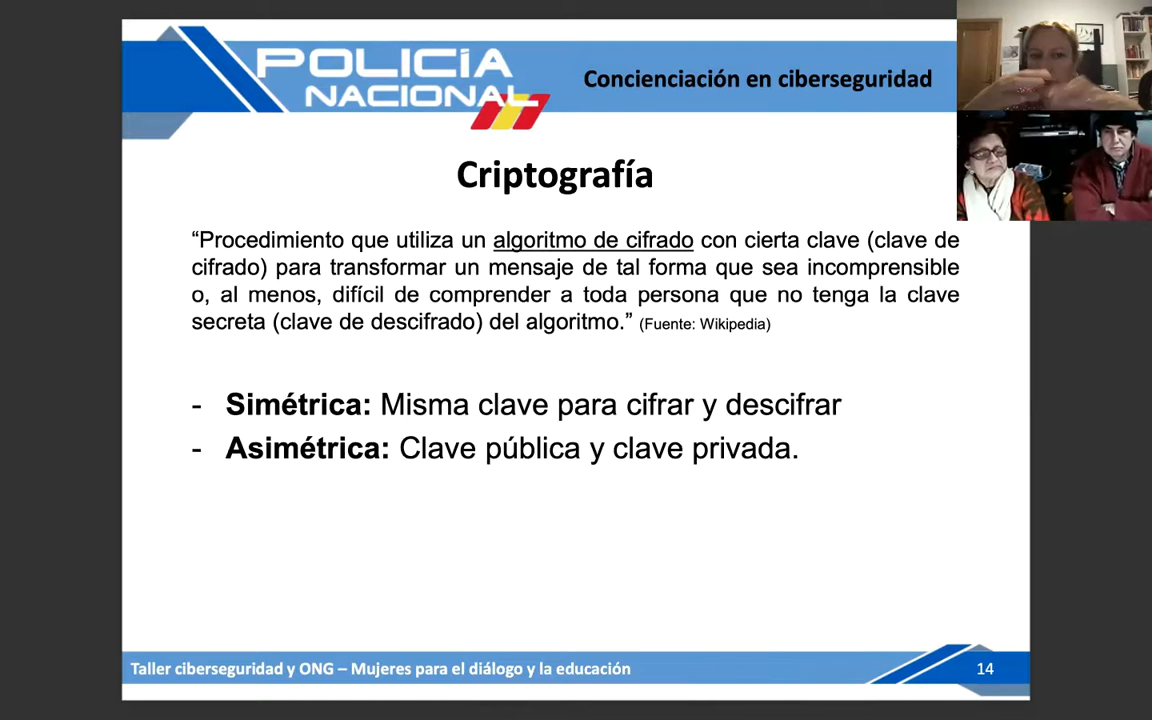 POLICÍA
NACIONAL
Concienciación en ciberseguridad
Criptografía
“Procedimiento que utiliza un algoritmo de cifrado con cierta clave (clave de
cifrado) para transformar un mensaje de tal forma que sea incomprensible
o, al menos, difícil de comprender a toda persona que no tenga la clave
secreta (clave de descifrado) del algoritmo.” (Fuente: Wikipedia)
- Simétrica: Misma clave para cifrar y descifrar
- Asimétrica: Clave pública y clave privada.
Taller ciberseguridad y ONG – Mujeres para el diálogo y la educación
14